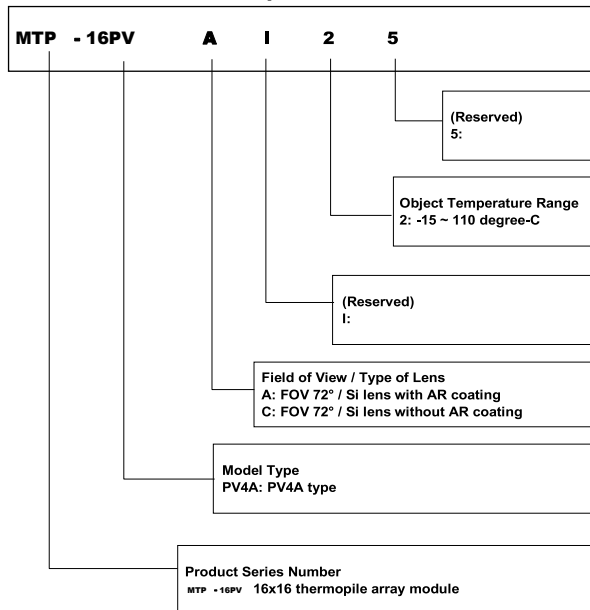 MTP - 16PV A I 2 5
(Reserved)
5:
Object Temperature Range
2: -15 ~ 110 degree-C
(Reserved)
I:
Field of View / Type of Lens
A: FOV 72° / Si lens with AR coating
C: FOV 72° / Si lens without AR coating
Model Type
PV4A: PV4A type
Product Series Number
MTP - 16PV 16x16 thermopile array module